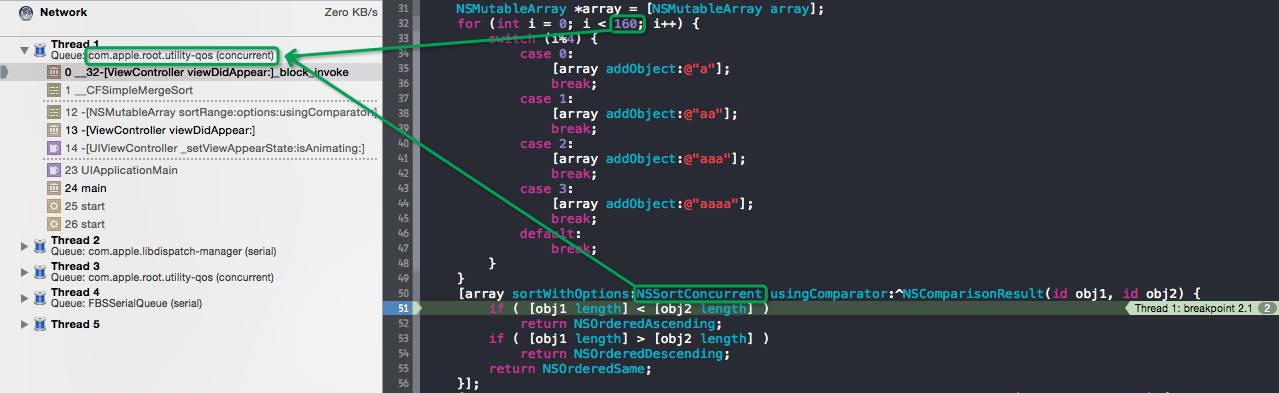 Network
Zero KB/s
Thread 1
Queue: com.apple.root.utility-qos (concurrent)
0 __32-[ViewController viewDidAppear:]_block_invoke
1 __CFSimpleMergeSort
12 -[NSMutableArray sortRange:options:usingComparator:]
13 -[ViewController viewDidAppear:]
14 -[UIViewController _setViewAppearState:isAnimating:]
23 UIApplicationMain
24 main
25 start
26 start
Thread 2
Queue: com.apple.libdispatch-manager (serial)
Thread 3
Queue: com.apple.root.utility-qos (concurrent)
Thread 4
Queue: FBSSerialQueue (serial)
Thread 5
31 NSMutableArray *array = [NSMutableArray array];
32 for (int i = 0; i < 160; i++) {
33 switch (i%4) {
34 case 0:
35 [array addObject:@"a"];
36 break;
37 case 1:
38 [array addObject:@"aa"];
39 break;
40 case 2:
41 [array addObject:@"aaa"];
42 break;
43 case 3:
44 [array addObject:@"aaaa"];
45 break;
46 default:
47 break;
48 }
49 }
50 [array sortWithOptions:NSSortConcurrent usingComparator:^NSComparisonResult(id obj1, id obj2) {
51 if ( [obj1 length] < [obj2 length] ) Thread 1: breakpoint 2.1 2
52 return NSOrderedAscending;
53 if ( [obj1 length] > [obj2 length] )
54 return NSOrderedDescending;
55 return NSOrderedSame;
56 }];